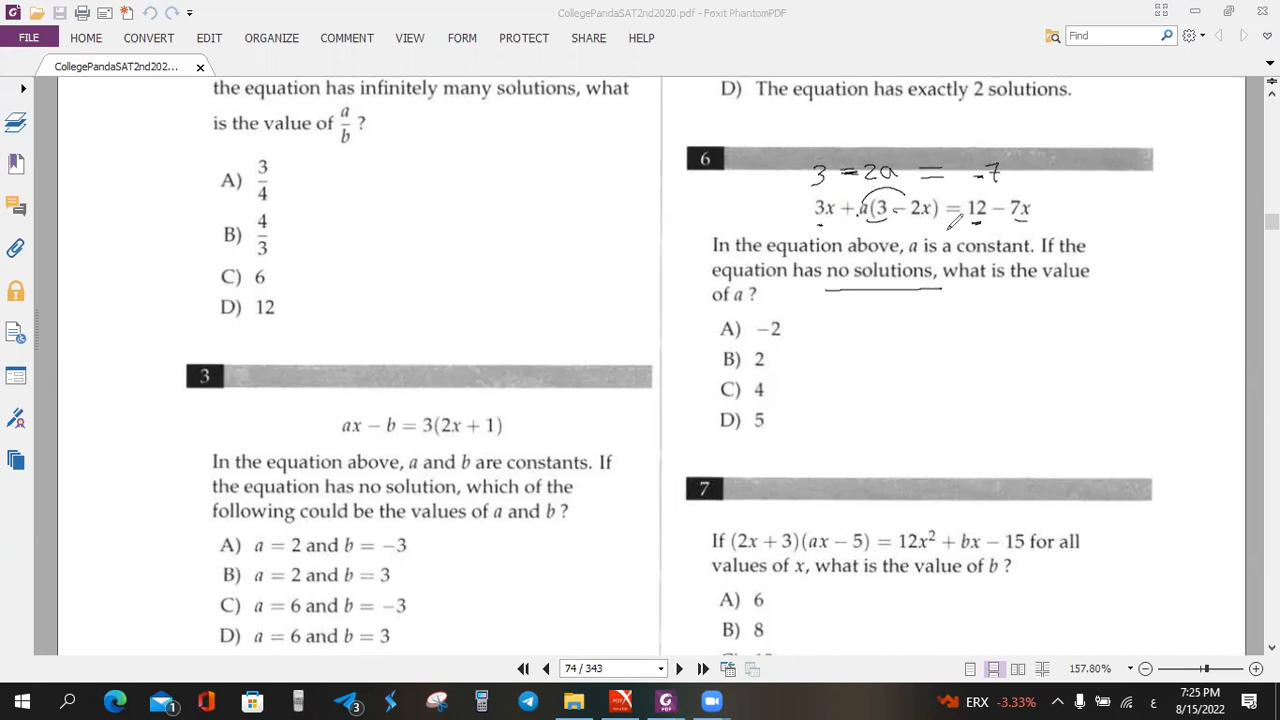 CollegePandaSAT2nd2020.pdf - Foxit PhantomPDF
FILE HOME CONVERT EDIT ORGANIZE COMMENT VIEW FORM PROTECT SHARE HELP
Find
CollegePandaSAT2nd202...
the equation has infinitely many solutions, what
is the value of a/b ?
A) 3/4
B) 4/3
C) 6
D) 12
3
ax − b = 3(2x + 1)
In the equation above, a and b are constants. If
the equation has no solution, which of the
following could be the values of a and b ?
A) a = 2 and b = −3
B) a = 2 and b = 3
C) a = 6 and b = −3
D) a = 6 and b = 3
D) The equation has exactly 2 solutions.
6
3 - 2a = -7
3x + a(3 − 2x) = 12 − 7x
In the equation above, a is a constant. If the
equation has no solutions, what is the value
of a ?
A) −2
B) 2
C) 4
D) 5
7
If (2x + 3)(ax − 5) = 12x² + bx − 15 for all
values of x, what is the value of b ?
A) 6
B) 8
74 / 343
157.80%
1
3
ERX -3.33%
ع
7:25 PM
8/15/2022